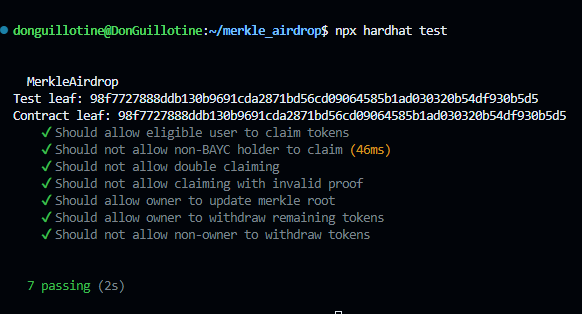 donguillotine@DonGuillotine:~/merkle_airdrop$ npx hardhat test
MerkleAirdrop
Test leaf: 98f7727888ddb130b9691cda2871bd56cd09064585b1ad030320b54df930b5d5
Contract leaf: 98f7727888ddb130b9691cda2871bd56cd09064585b1ad030320b54df930b5d5
✓ Should allow eligible user to claim tokens
✓ Should not allow non-BAYC holder to claim (46ms)
✓ Should not allow double claiming
✓ Should not allow claiming with invalid proof
✓ Should allow owner to update merkle root
✓ Should allow owner to withdraw remaining tokens
✓ Should not allow non-owner to withdraw tokens
7 passing (2s)